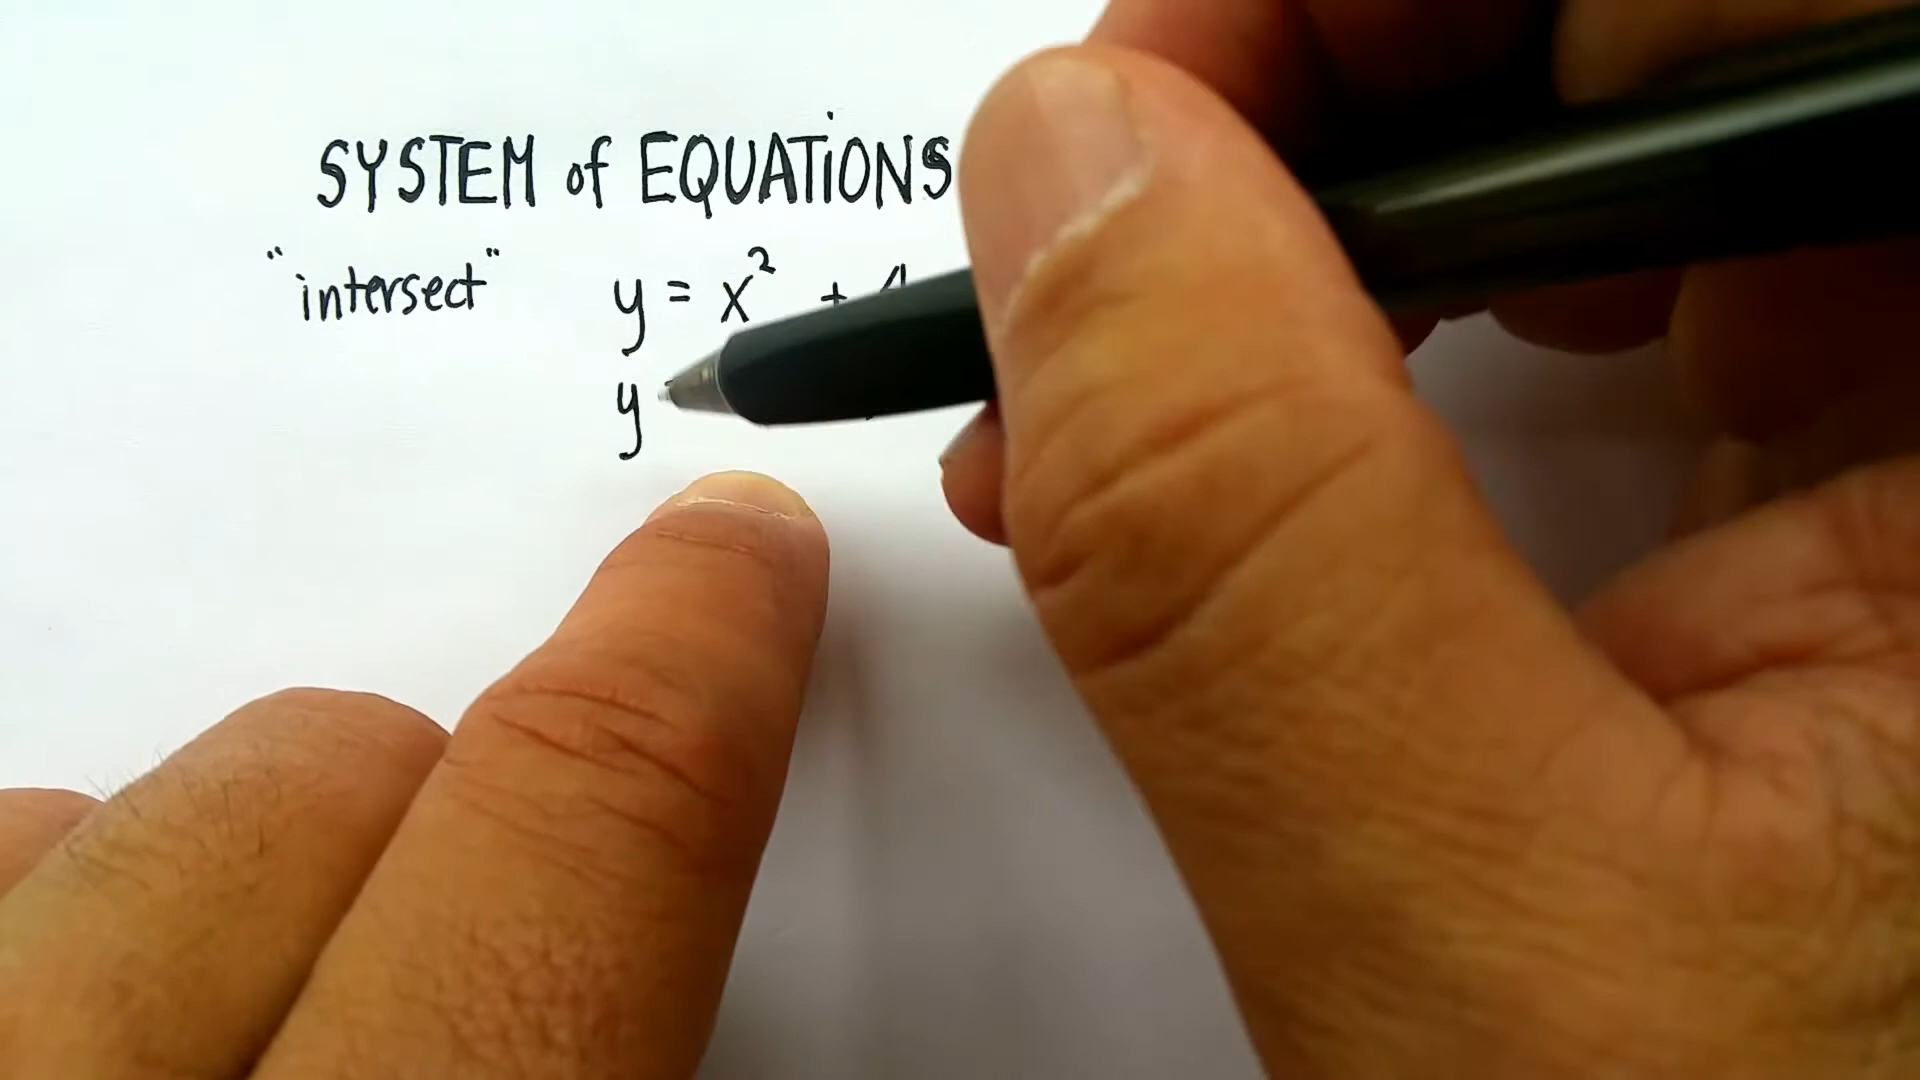 SYSTEM of EQUATIONS
"intersect" y = x² +
y